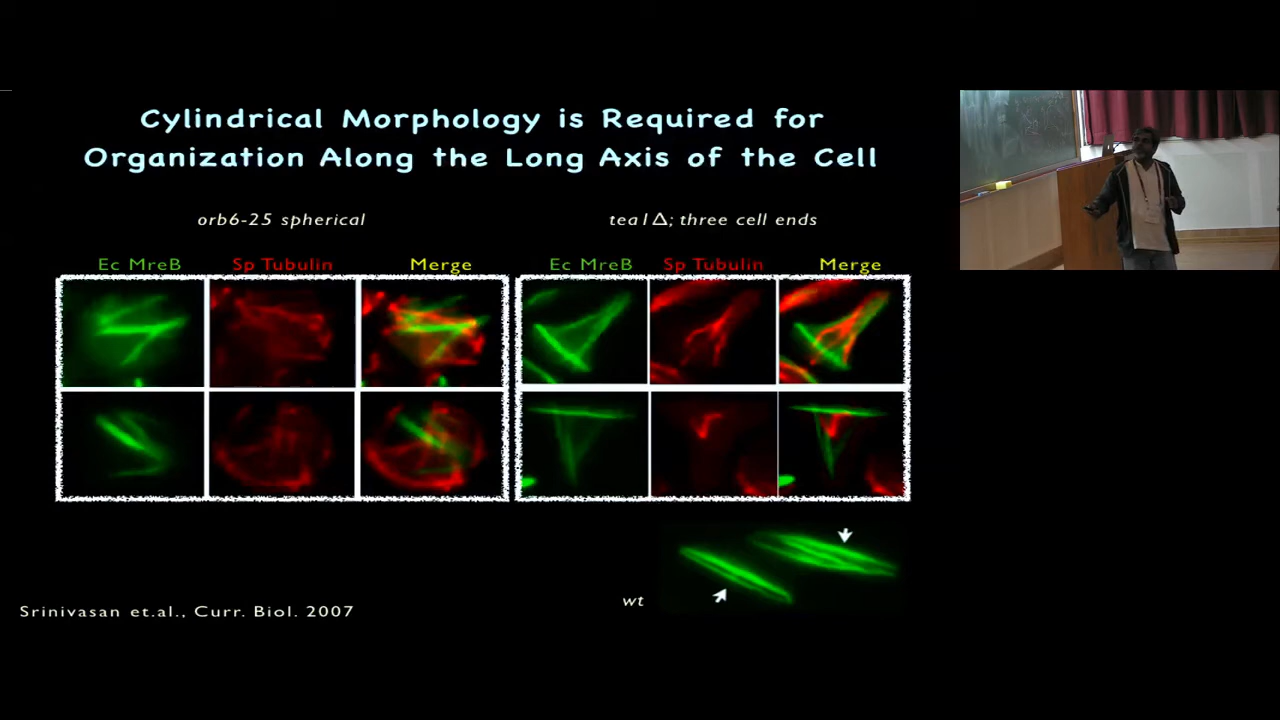 Cylindrical Morphology is Required for
Organization Along the Long Axis of the Cell
orb6-25 spherical
tea1Δ; three cell ends
Ec MreB Sp Tubulin Merge
Ec MreB Sp Tubulin Merge
wt
Srinivasan et.al., Curr. Biol. 2007